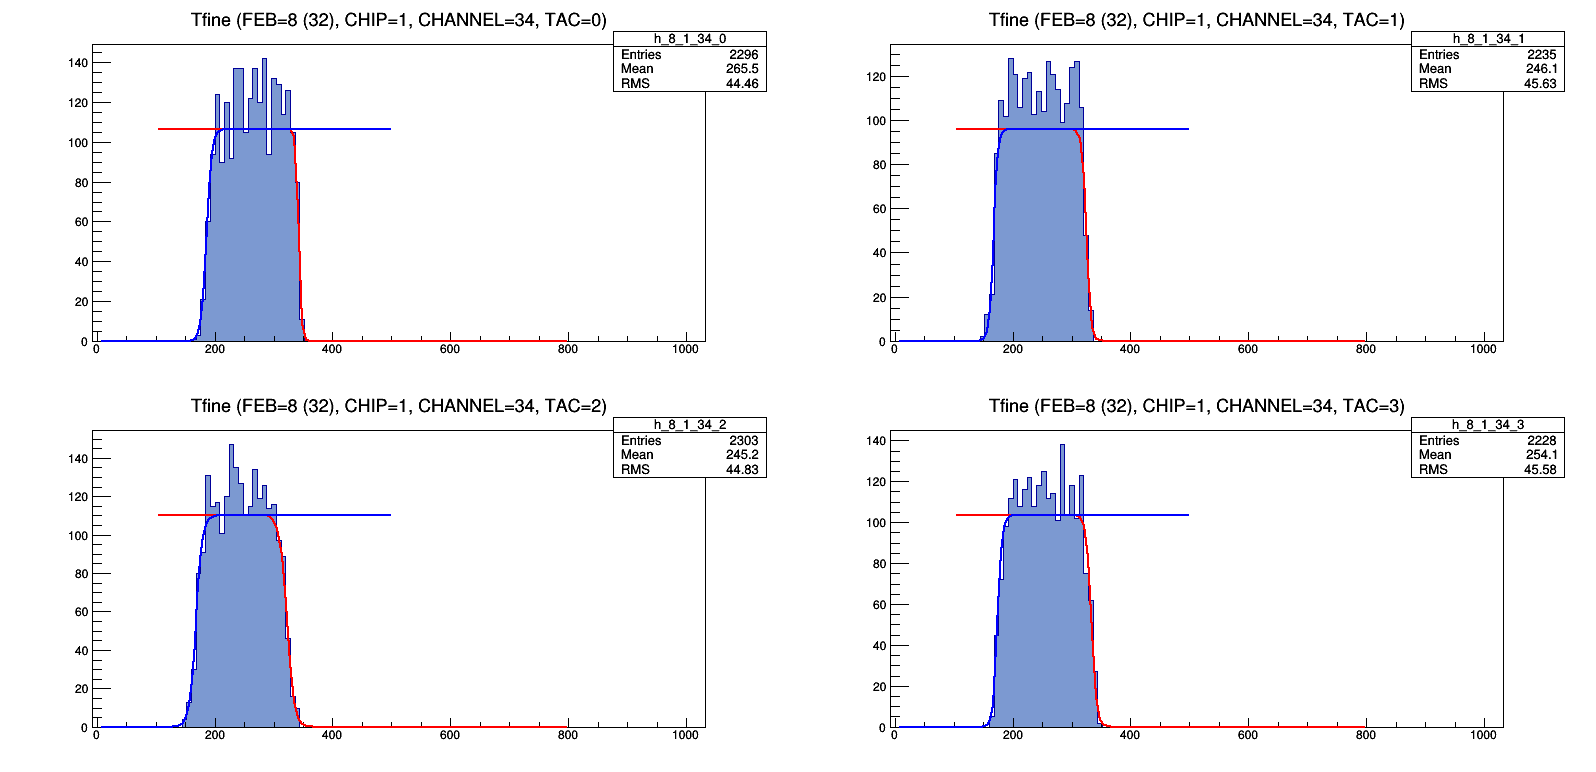 Tfine (FEB=8 (32), CHIP=1, CHANNEL=34, TAC=0)
h_8_1_34_0
Entries 2296
Mean 265.5
RMS 44.46
140
120
100
80
60
40
20
0
0 200 400 600 800 1000
Tfine (FEB=8 (32), CHIP=1, CHANNEL=34, TAC=1)
h_8_1_34_1
Entries 2235
Mean 246.1
RMS 45.63
120
100
80
60
40
20
0
0 200 400 600 800 1000
Tfine (FEB=8 (32), CHIP=1, CHANNEL=34, TAC=2)
h_8_1_34_2
Entries 2303
Mean 245.2
RMS 44.83
140
120
100
80
60
40
20
0
0 200 400 600 800 1000
Tfine (FEB=8 (32), CHIP=1, CHANNEL=34, TAC=3)
h_8_1_34_3
Entries 2228
Mean 254.1
RMS 45.58
140
120
100
80
60
40
20
0
0 200 400 600 800 1000